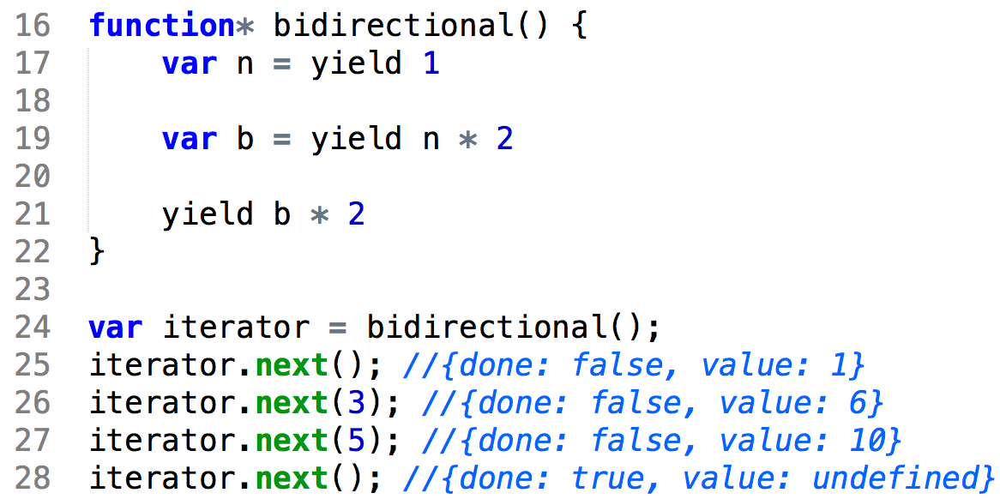 16 function* bidirectional() {
17     var n = yield 1
18
19     var b = yield n * 2
20
21     yield b * 2
22 }
23
24 var iterator = bidirectional();
25 iterator.next(); //{done: false, value: 1}
26 iterator.next(3); //{done: false, value: 6}
27 iterator.next(5); //{done: false, value: 10}
28 iterator.next(); //{done: true, value: undefined}